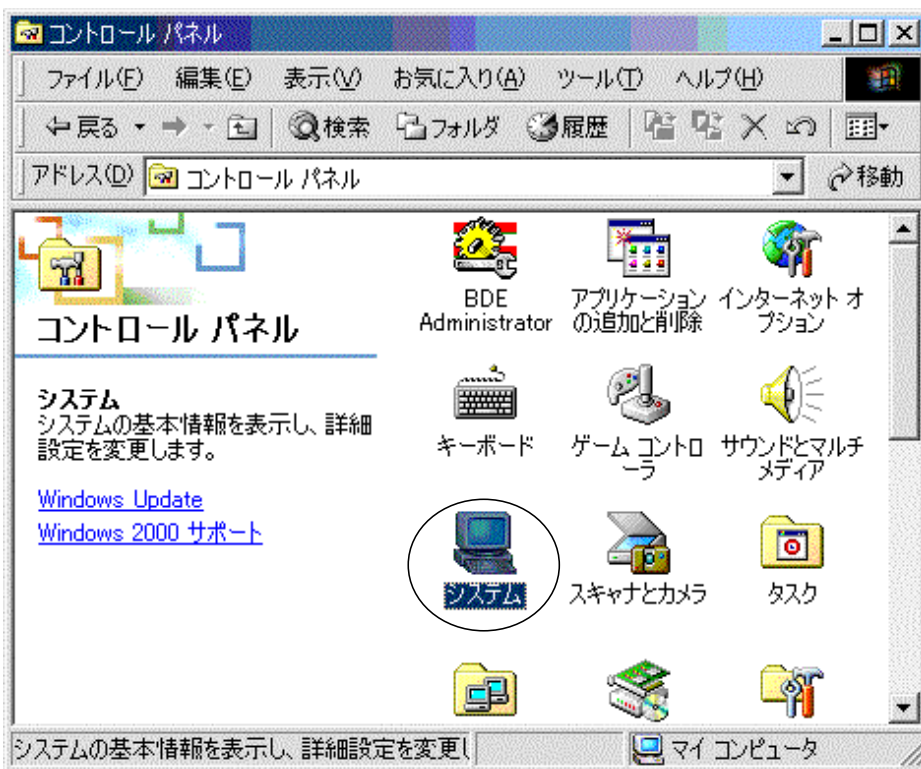 コントロール パネル
ファイル(F) 編集(E) 表示(V) お気に入り(A) ツール(T) ヘルプ(H)
戻る 検索 フォルダ 履歴
アドレス(D) コントロール パネル 移動
コントロール パネル
システム
システムの基本情報を表示し、詳細
設定を変更します。
Windows Update
Windows 2000 サポート
BDE
Administrator
アプリケーション
の追加と削除
インターネット オ
プション
キーボード
ゲーム コントロ
ーラ
サウンドとマルチ
メディア
システム
スキャナとカメラ
タスク
システムの基本情報を表示し、詳細設定を変更し
マイ コンピュータ